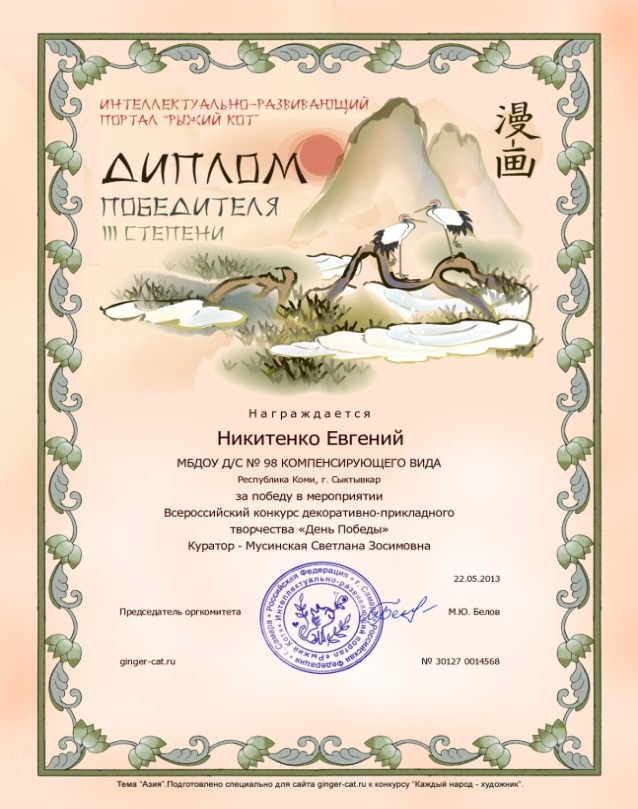 ИНТЕЛЛЕКТУАЛЬНО-РАЗВИВАЮЩИЙ
ПОРТАЛ "РЫЖИЙ КОТ"
漫画
ДИПЛОМ
ПОБЕДИТЕЛЯ
III СТЕПЕНИ
Награждается
Никитенко Евгений
МБДОУ Д/С № 98 КОМПЕНСИРУЮЩЕГО ВИДА
Республика Коми, г. Сыктывкар
за победу в мероприятии
Всероссийский конкурс декоративно-прикладного
творчества «День Победы»
Куратор - Мусинская Светлана Зосимовна
22.05.2013
Председатель оргкомитета
М.Ю. Белов
Российская Федерация • г. Самара •
Интеллектуально-развивающий портал «Рыжий Кот»
ginger-cat.ru
№ 30127 0014568
Тема "Азия".Подготовлено специально для сайта ginger-cat.ru к конкурсу "Каждый народ - художник".